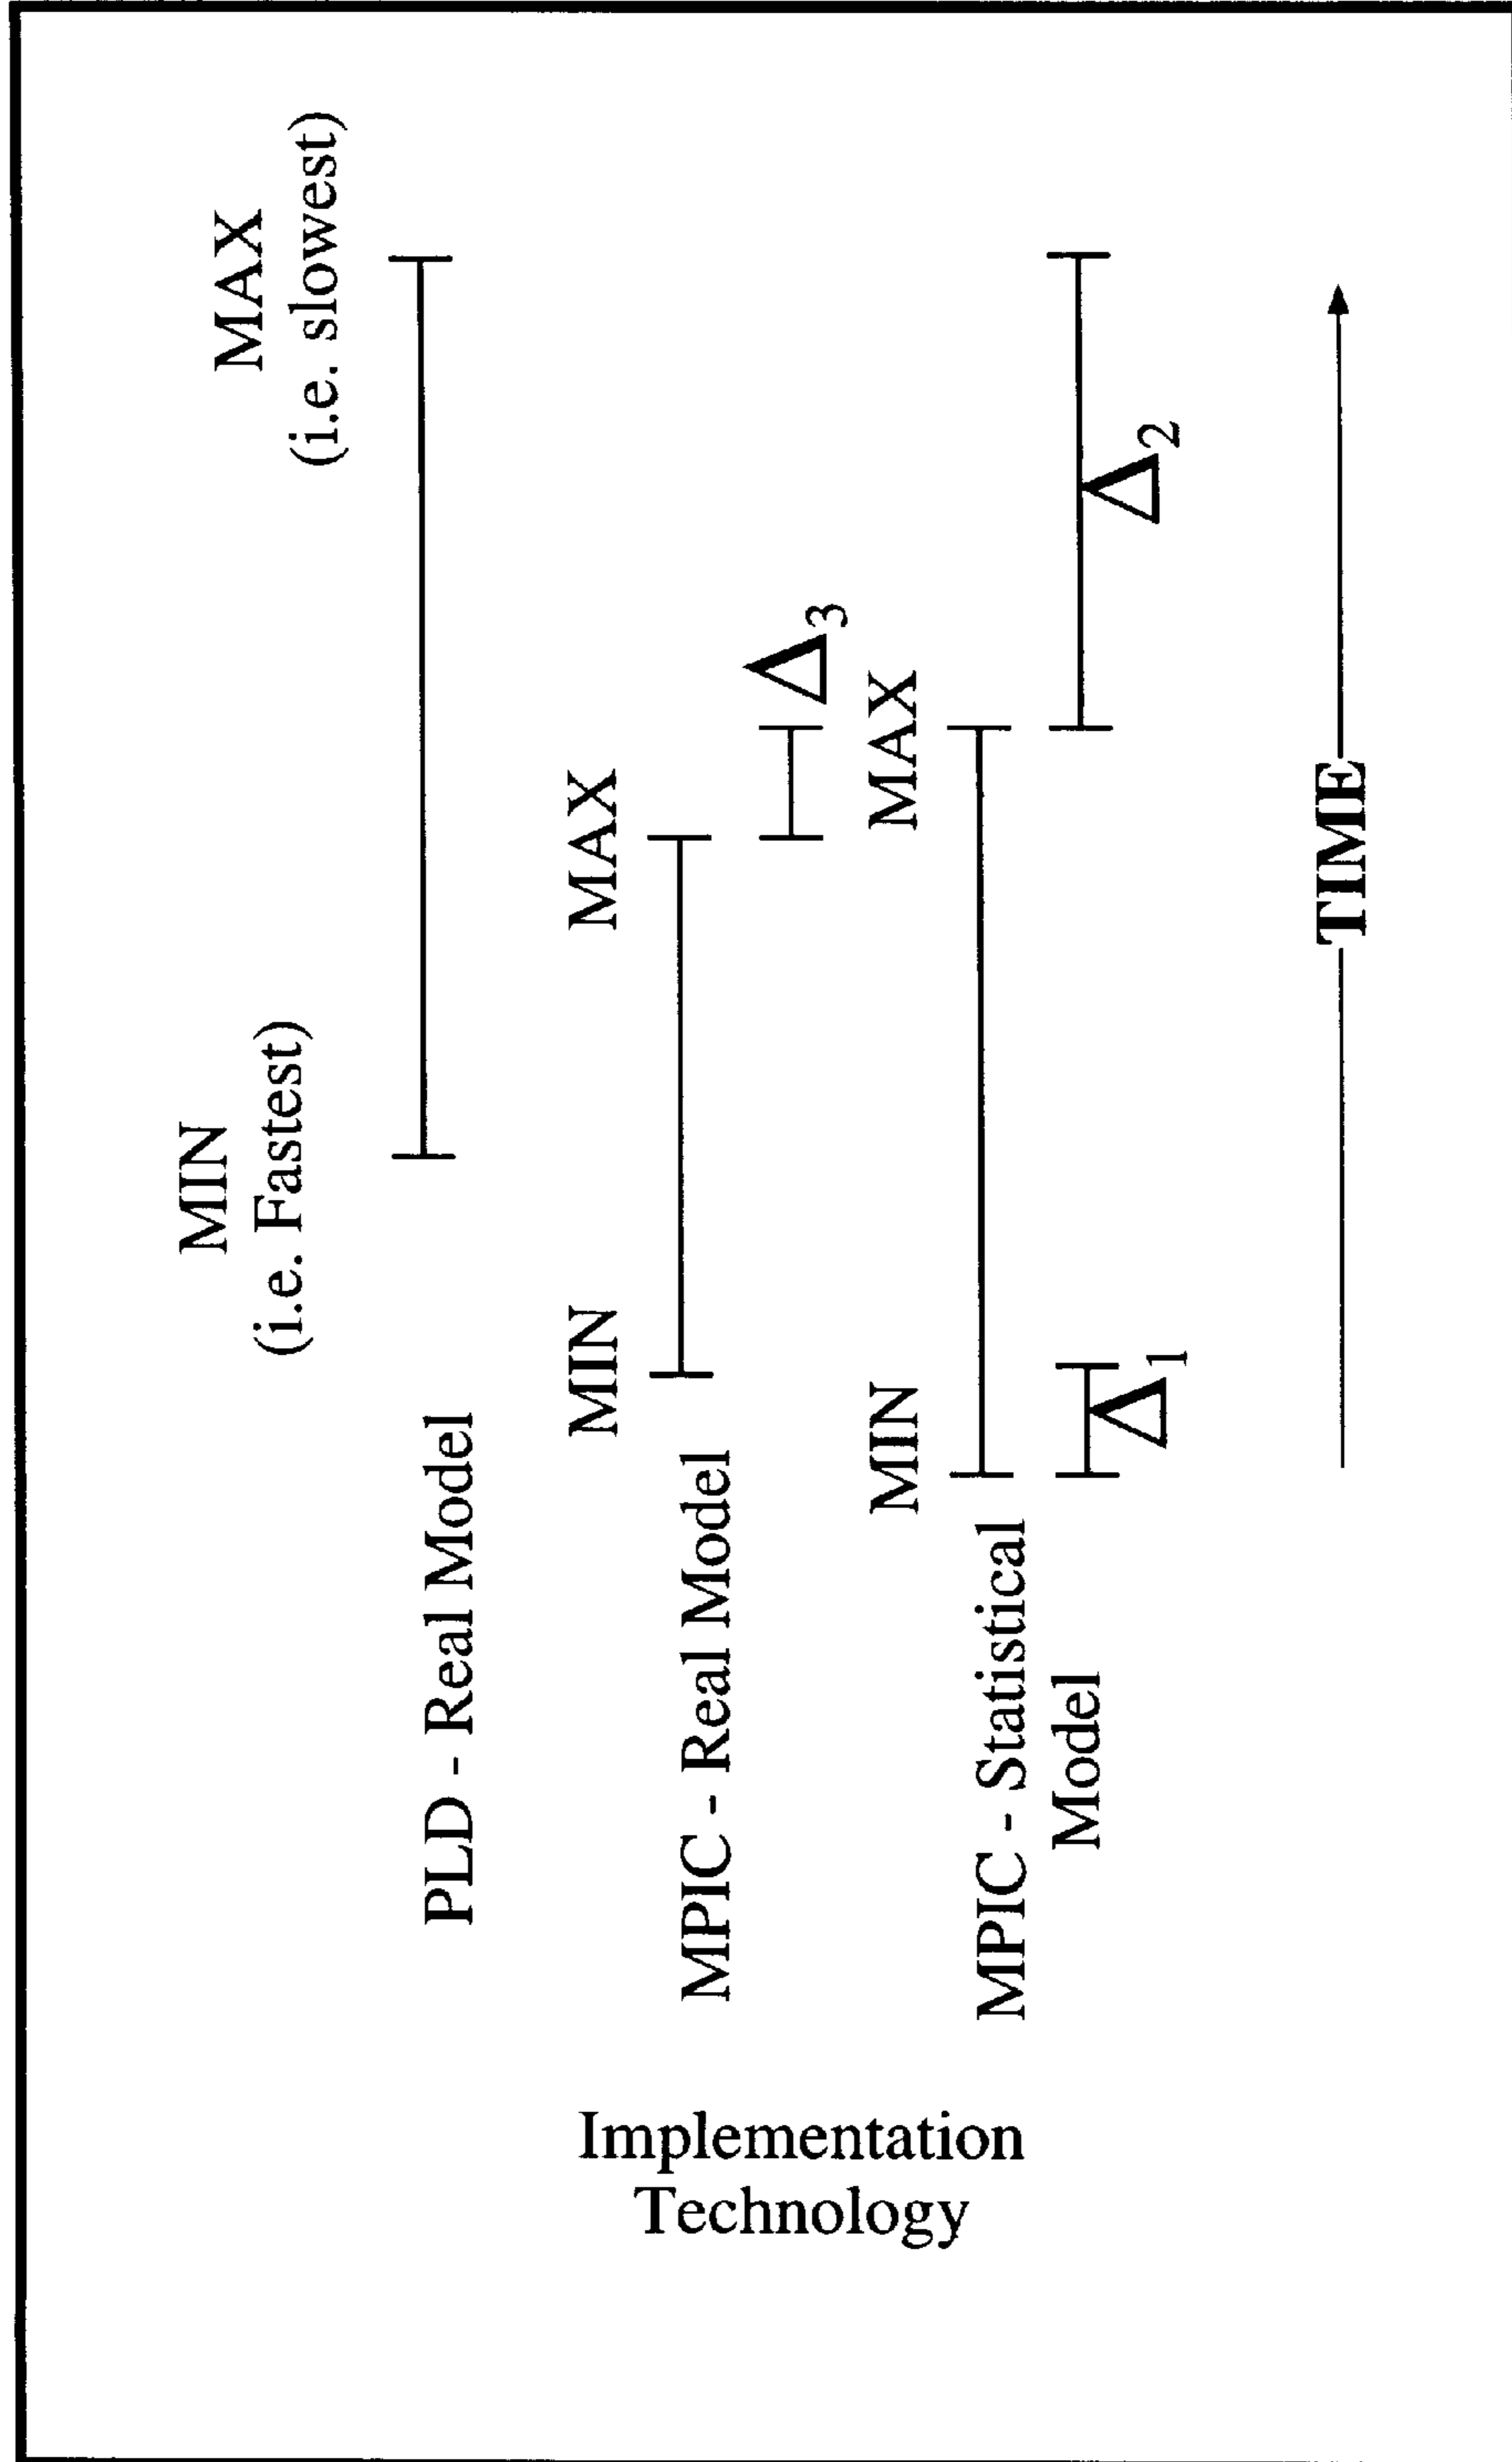 MIN
(i.e. Fastest)
MAX
(i.e. slowest)
PLD - Real Model
MIN
MAX
MPIC - Real Model
Δ3
MIN
MAX
MPIC - Statistical
Model
Δ1
Δ2
TIME
Implementation
Technology